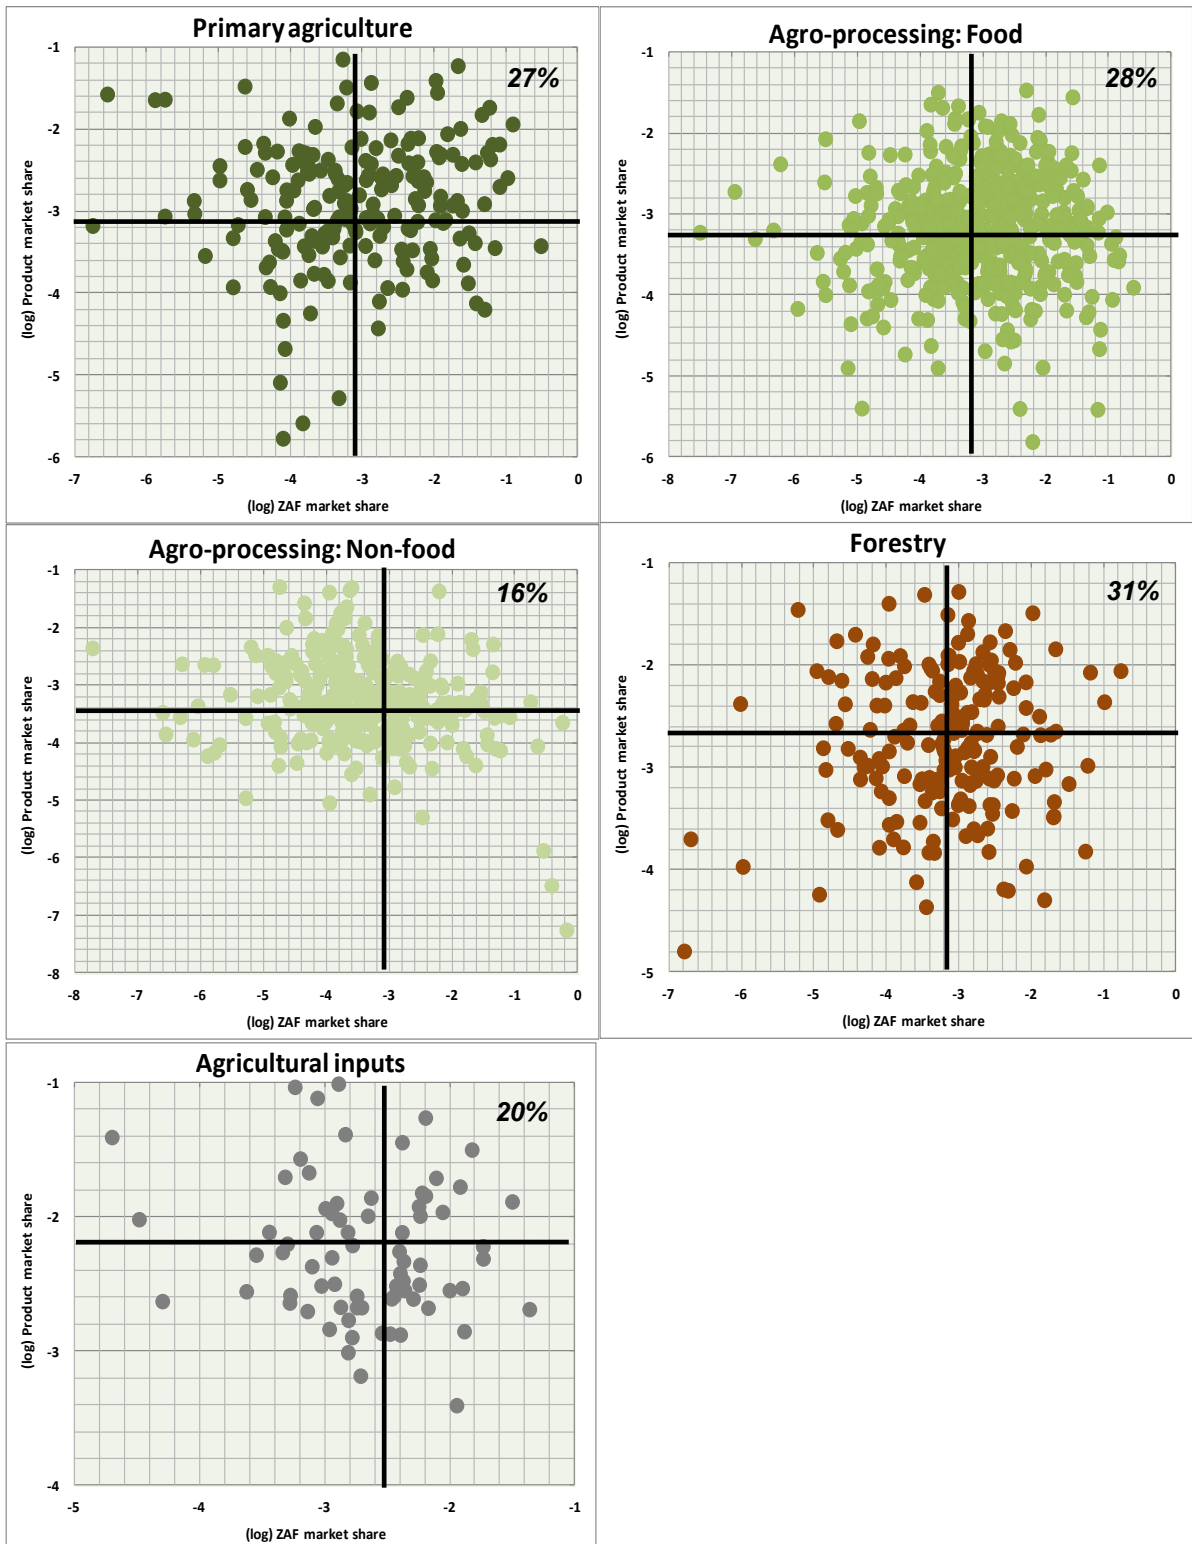 Primary agriculture
27%
(log) Product market share
-1
-2
-3
-4
-5
-6
-7 -6 -5 -4 -3 -2 -1 0
(log) ZAF market share
Agro-processing: Food
28%
(log) Product market share
-1
-2
-3
-4
-5
-6
-8 -7 -6 -5 -4 -3 -2 -1 0
(log) ZAF market share
Agro-processing: Non-food
16%
(log) Product market share
-1
-2
-3
-4
-5
-6
-7
-8
-8 -7 -6 -5 -4 -3 -2 -1 0
(log) ZAF market share
Forestry
31%
(log) Product market share
-1
-2
-3
-4
-5
-7 -6 -5 -4 -3 -2 -1 0
(log) ZAF market share
Agricultural inputs
20%
(log) Product market share
-1
-2
-3
-4
-5 -4 -3 -2 -1
(log) ZAF market share